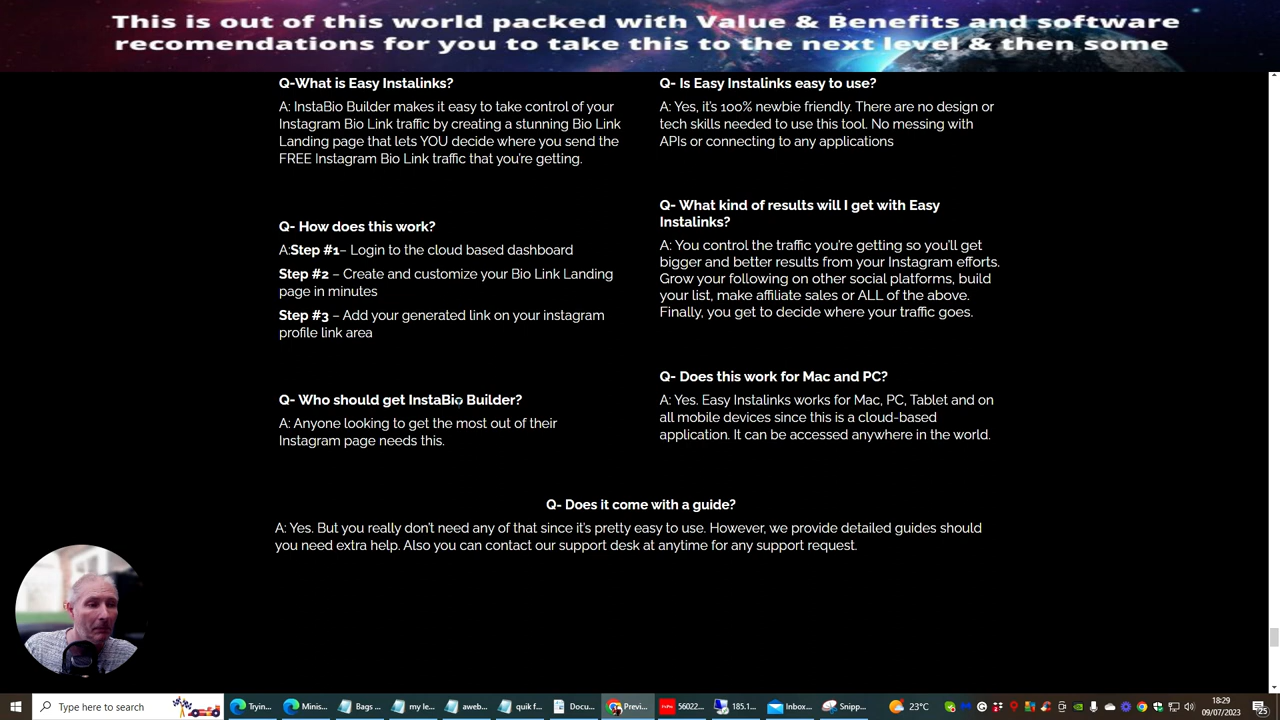 This is out of this world packed with Value & Benefits and software
recomendations for you to take this to the next level & then some
Q-What is Easy Instalinks?
A: InstaBio Builder makes it easy to take control of your
Instagram Bio Link traffic by creating a stunning Bio Link
Landing page that lets YOU decide where you send the
FREE Instagram Bio Link traffic that you're getting.
Q- How does this work?
A:Step #1– Login to the cloud based dashboard
Step #2 – Create and customize your Bio Link Landing
page in minutes
Step #3 – Add your generated link on your instagram
profile link area
Q- Who should get InstaBio Builder?
A: Anyone looking to get the most out of their
Instagram page needs this.
Q- Is Easy Instalinks easy to use?
A: Yes, it's 100% newbie friendly. There are no design or
tech skills needed to use this tool. No messing with
APIs or connecting to any applications
Q- What kind of results will I get with Easy
Instalinks?
A: You control the traffic you're getting so you'll get
bigger and better results from your Instagram efforts.
Grow your following on other social platforms, build
your list, make affiliate sales or ALL of the above.
Finally, you get to decide where your traffic goes.
Q- Does this work for Mac and PC?
A: Yes. Easy Instalinks works for Mac, PC, Tablet and on
all mobile devices since this is a cloud-based
application. It can be accessed anywhere in the world.
Q- Does it come with a guide?
A: Yes. But you really don't need any of that since it's pretty easy to use. However, we provide detailed guides should
you need extra help. Also you can contact our support desk at anytime for any support request.
Type here to search
Tryin...
Minis...
Bags ...
my le...
aweb...
quik f...
Docu...
Previ...
56022...
185.1...
Inbox...
Snipp...
23°C
18:29
09/07/2023